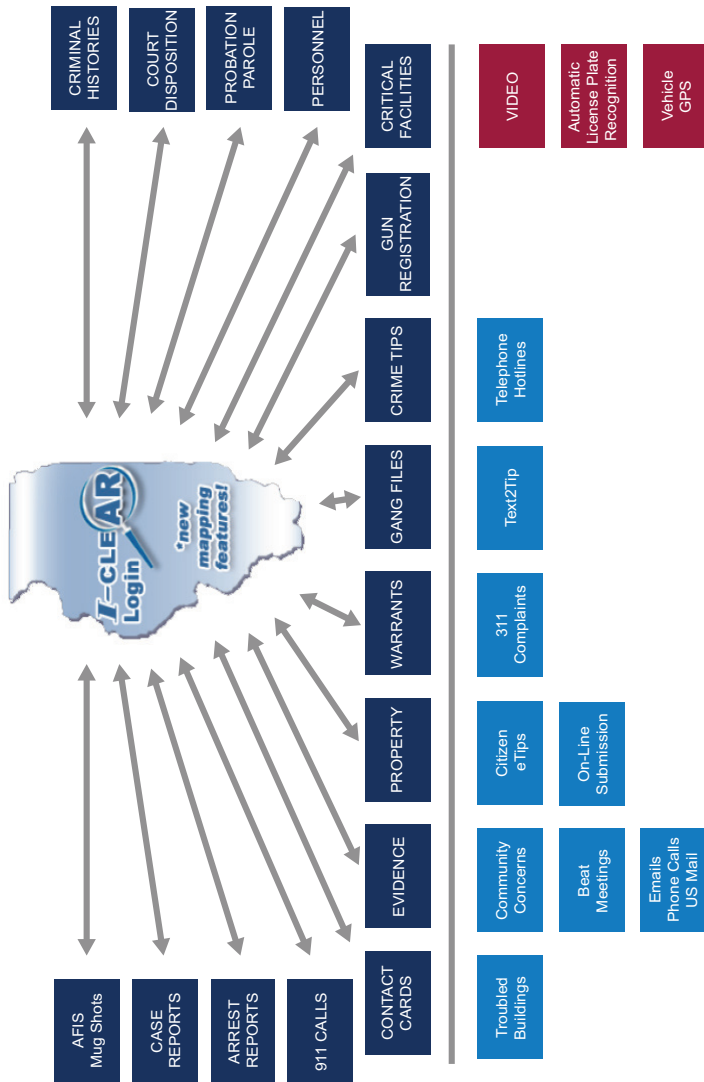 AFIS
Mug Shots
CASE
REPORTS
ARREST
REPORTS
911 CALLS
I-CLEAR
Login
*new
mapping
features!
CRIMINAL
HISTORIES
COURT
DISPOSITION
PROBATION
PAROLE
PERSONNEL
CONTACT
CARDS
EVIDENCE
PROPERTY
WARRANTS
GANG FILES
CRIME TIPS
GUN
REGISTRATION
CRITICAL
FACILITIES
Troubled
Buildings
Community
Concerns
Citizen
eTips
311
Complaints
Text2Tip
Telephone
Hotlines
VIDEO
Beat
Meetings
On-Line
Submission
Automatic
License Plate
Recognition
Emails
Phone Calls
US Mail
Vehicle
GPS